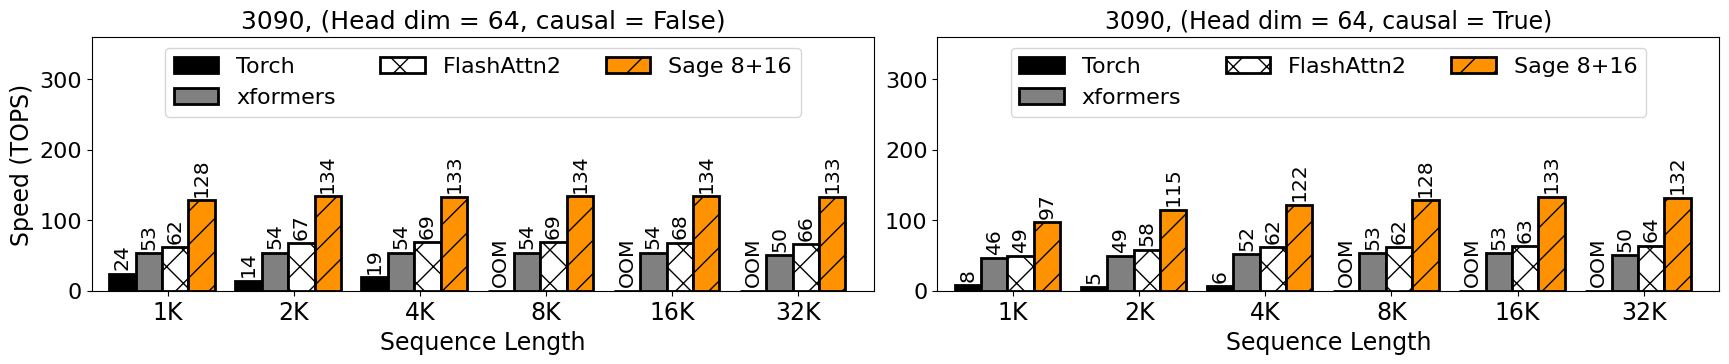 3090, (Head dim = 64, causal = False)
Speed (TOPS)
300
200
100
0
Torch
xformers
FlashAttn2
Sage 8+16
24 53 62 128
14 54 67 134
19 54 69 133
OOM 54 69 134
OOM 54 68 134
OOM 50 66 133
1K 2K 4K 8K 16K 32K
Sequence Length
3090, (Head dim = 64, causal = True)
300
200
100
0
Torch
xformers
FlashAttn2
Sage 8+16
8 46 49 97
5 49 58 115
6 52 62 122
OOM 53 62 128
OOM 53 63 133
OOM 50 64 132
1K 2K 4K 8K 16K 32K
Sequence Length